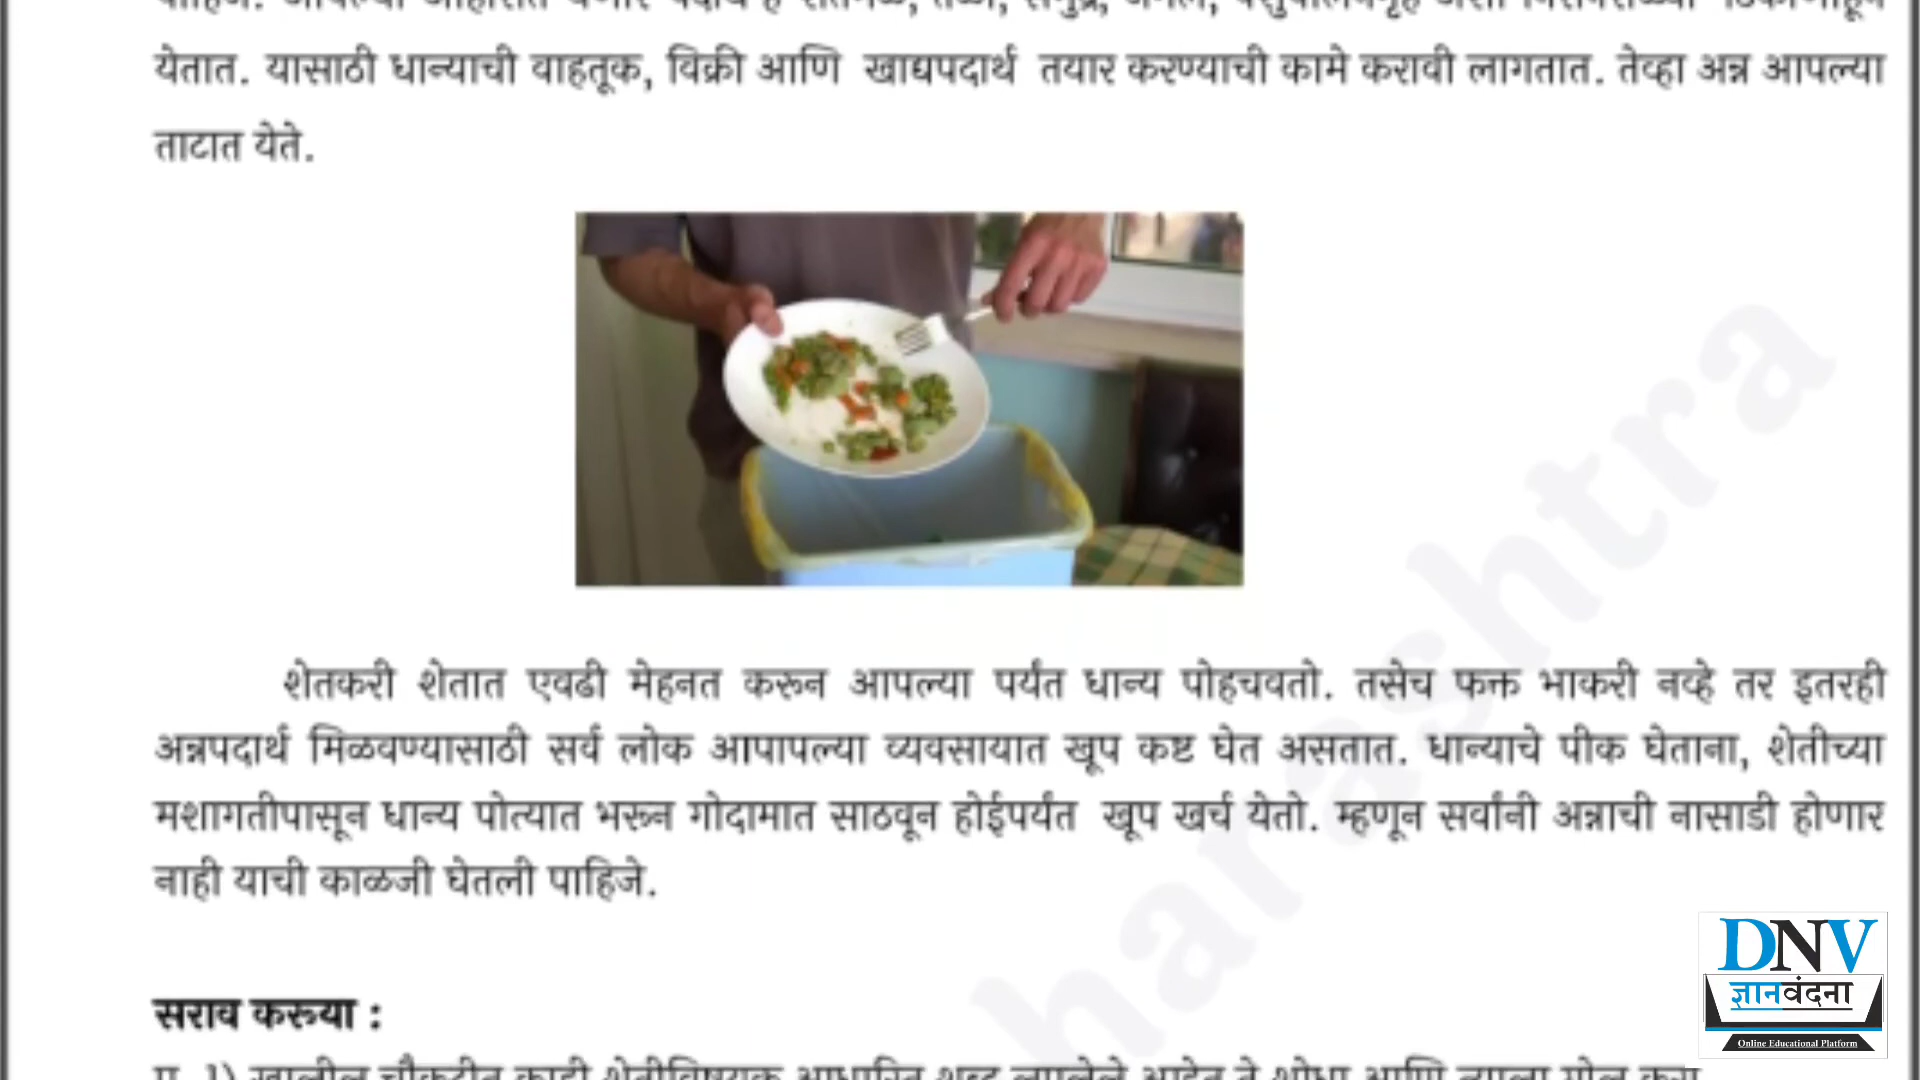 येतात. यासाठी धान्याची वाहतूक, विक्री आणि खाद्यपदार्थ तयार करण्याची कामे करावी लागतात. तेव्हा अन्न आपल्या
ताटात येते.
शेतकरी शेतात एवढी मेहनत करून आपल्या पर्यंत धान्य पोहचवतो. तसेच फक्त भाकरी नव्हे तर इतरही
अन्नपदार्थ मिळवण्यासाठी सर्व लोक आपापल्या व्यवसायात खूप कष्ट घेत असतात. धान्याचे पीक घेताना, शेतीच्या
मशागतीपासून धान्य पोत्यात भरून गोदामात साठवून होईपर्यंत खूप खर्च येतो. म्हणून सर्वांनी अन्नाची नासाडी होणार
नाही याची काळजी घेतली पाहिजे.
सराव करूया :
harashtra
DNV
ज्ञानवंदना
Online Educational Platform